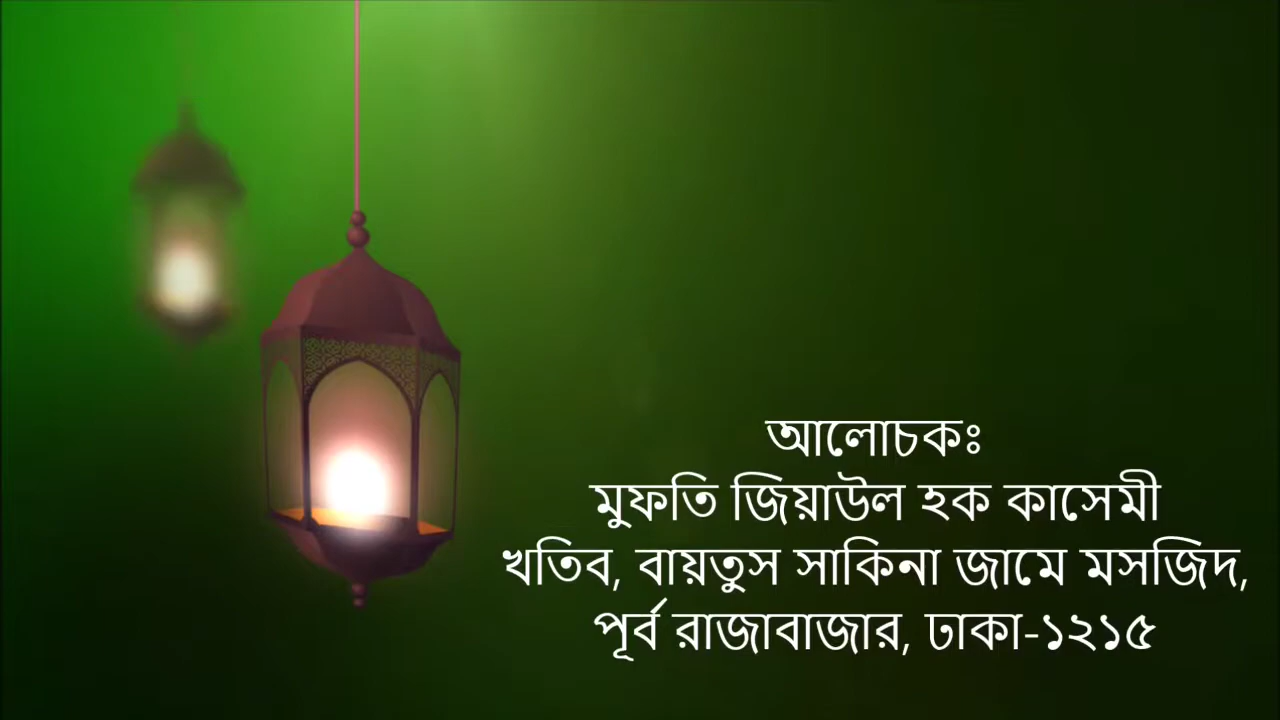 আলোচকঃ
মুফতি জিয়াউল হক কাসেমী
খতিব, বায়তুস সাকিনা জামে মসজিদ,
পূর্ব রাজাবাজার, ঢাকা-১২১৫